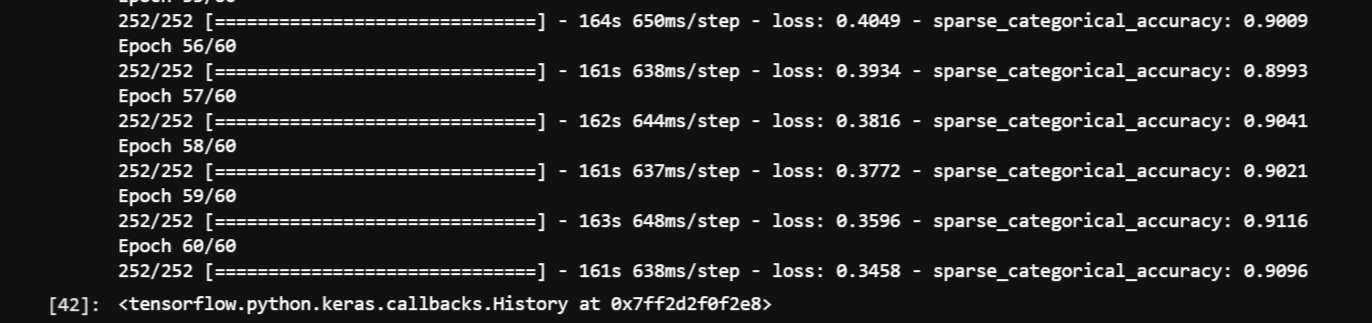 252/252 [==============================] - 164s 650ms/step - loss: 0.4049 - sparse_categorical_accuracy: 0.9009
Epoch 56/60
252/252 [==============================] - 161s 638ms/step - loss: 0.3934 - sparse_categorical_accuracy: 0.8993
Epoch 57/60
252/252 [==============================] - 162s 644ms/step - loss: 0.3816 - sparse_categorical_accuracy: 0.9041
Epoch 58/60
252/252 [==============================] - 161s 637ms/step - loss: 0.3772 - sparse_categorical_accuracy: 0.9021
Epoch 59/60
252/252 [==============================] - 163s 648ms/step - loss: 0.3596 - sparse_categorical_accuracy: 0.9116
Epoch 60/60
252/252 [==============================] - 161s 638ms/step - loss: 0.3458 - sparse_categorical_accuracy: 0.9096
[42]: <tensorflow.python.keras.callbacks.History at 0x7ff2d2f0f2e8>